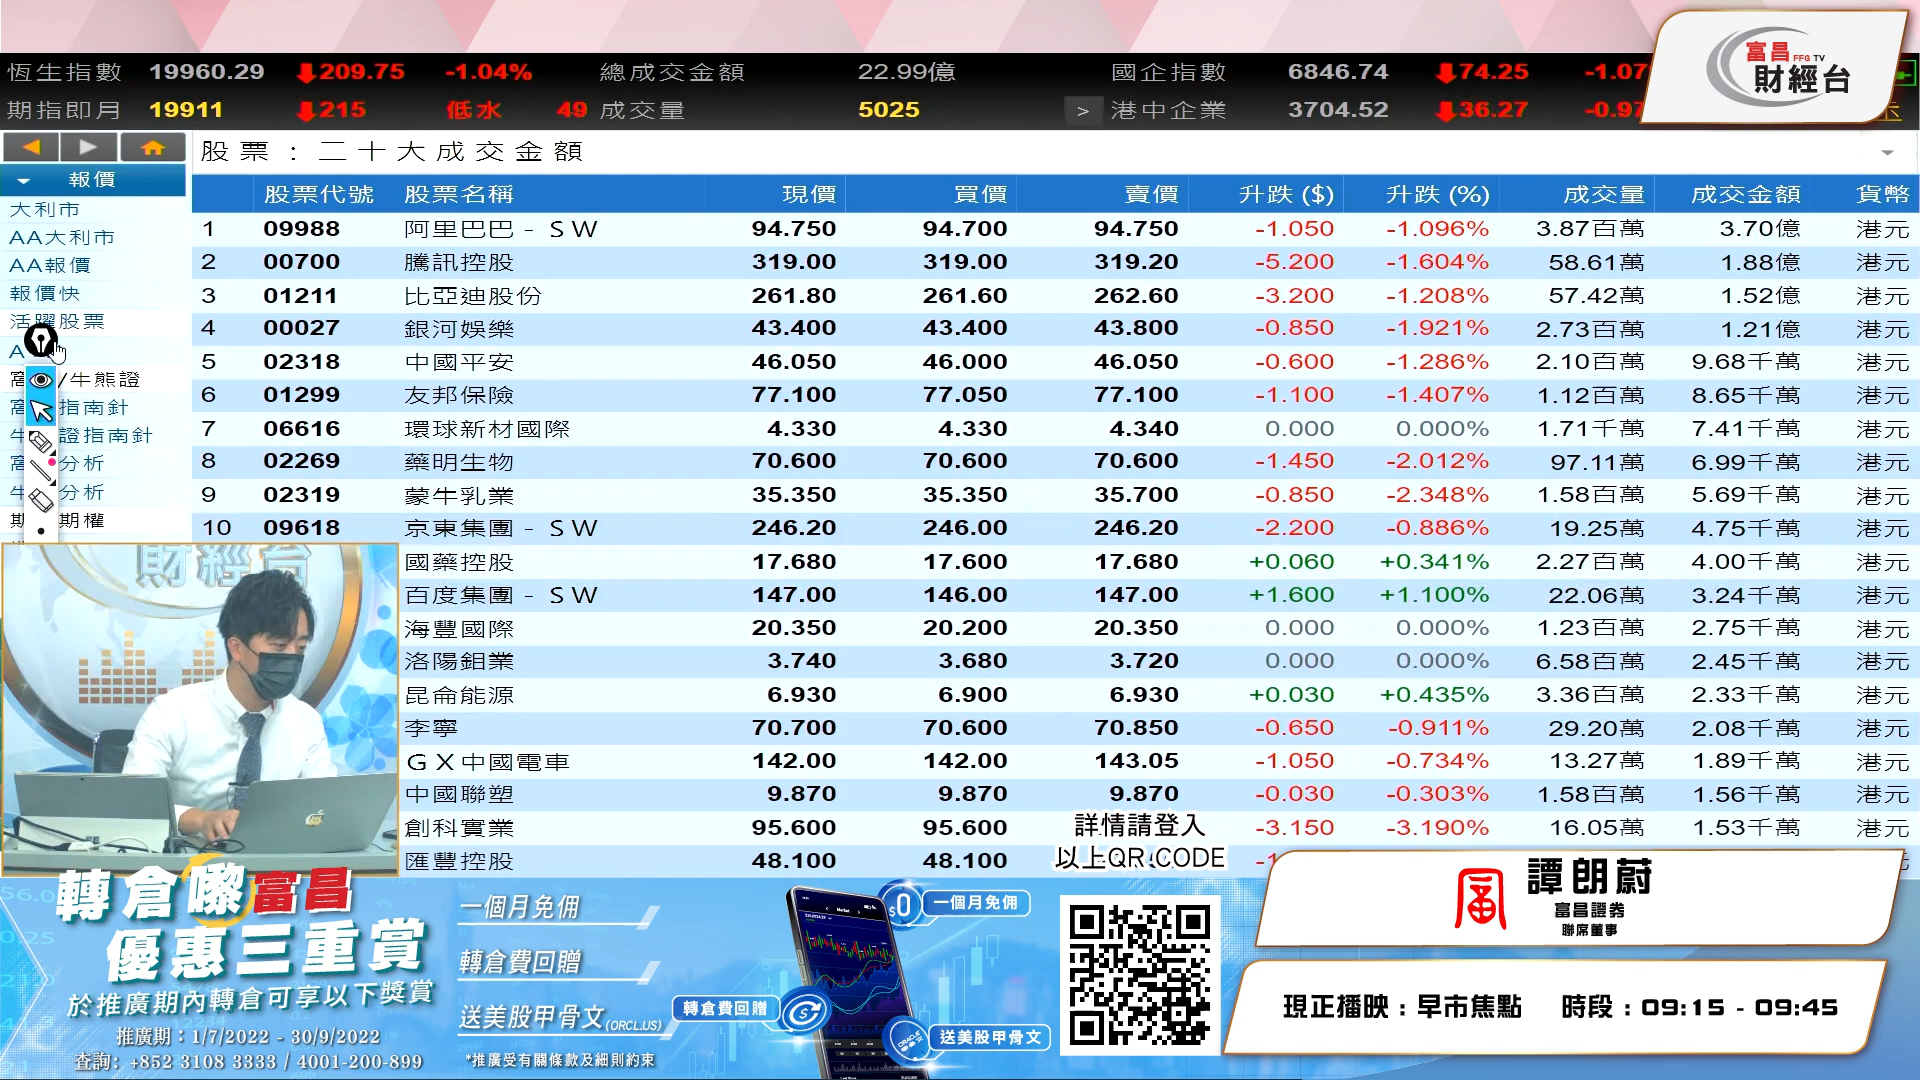 恆生指數 19960.29 209.75 -1.04% 總成交金額 22.99億 國企指數 6846.74 74.25 -1.07
期指即月 19911 215 低水 49 成交量 5025 > 港中企業 3704.52 36.27 -0.97
富昌 FFG TV
財經台
股票：二十大成交金額
報價
大利市
AA大利市
AA報價
報價快
活躍股票
/牛熊證
指南針
證指南針
分析
分析
期權
股票代號 股票名稱 現價 買價 賣價 升跌 ($) 升跌 (%) 成交量 成交金額 貨幣
1 09988 阿里巴巴 - ＳＷ 94.750 94.700 94.750 -1.050 -1.096% 3.87百萬 3.70億 港元
2 00700 騰訊控股 319.00 319.00 319.20 -5.200 -1.604% 58.61萬 1.88億 港元
3 01211 比亞迪股份 261.80 261.60 262.60 -3.200 -1.208% 57.42萬 1.52億 港元
4 00027 銀河娛樂 43.400 43.400 43.800 -0.850 -1.921% 2.73百萬 1.21億 港元
5 02318 中國平安 46.050 46.000 46.050 -0.600 -1.286% 2.10百萬 9.68千萬 港元
6 01299 友邦保險 77.100 77.050 77.100 -1.100 -1.407% 1.12百萬 8.65千萬 港元
7 06616 環球新材國際 4.330 4.330 4.340 0.000 0.000% 1.71千萬 7.41千萬 港元
8 02269 藥明生物 70.600 70.600 70.600 -1.450 -2.012% 97.11萬 6.99千萬 港元
9 02319 蒙牛乳業 35.350 35.350 35.700 -0.850 -2.348% 1.58百萬 5.69千萬 港元
10 09618 京東集團 - ＳＷ 246.20 246.00 246.20 -2.200 -0.886% 19.25萬 4.75千萬 港元
國藥控股 17.680 17.600 17.680 +0.060 +0.341% 2.27百萬 4.00千萬 港元
百度集團 - ＳＷ 147.00 146.00 147.00 +1.600 +1.100% 22.06萬 3.24千萬 港元
海豐國際 20.350 20.200 20.350 0.000 0.000% 1.23百萬 2.75千萬 港元
洛陽鉬業 3.740 3.680 3.720 0.000 0.000% 6.58百萬 2.45千萬 港元
昆侖能源 6.930 6.900 6.930 +0.030 +0.435% 3.36百萬 2.33千萬 港元
李寧 70.700 70.600 70.850 -0.650 -0.911% 29.20萬 2.08千萬 港元
ＧＸ中國電車 142.00 142.00 143.05 -1.050 -0.734% 13.27萬 1.89千萬 港元
中國聯塑 9.870 9.870 9.870 -0.030 -0.303% 1.58百萬 1.56千萬 港元
創科實業 95.600 95.600 -3.150 -3.190% 16.05萬 1.53千萬 港元
匯豐控股 48.100 48.100
財經台
詳情請登入
以上QR CODE
轉倉嚟富昌
優惠三重賞
於推廣期內轉倉可享以下獎賞
推廣期：1/7/2022 - 30/9/2022
查詢：+852 3108 3333 / 4001-200-899
一個月免佣
轉倉費回贈
送美股甲骨文(ORCL.US)
*推廣受有關條款及細則約束
$0 一個月免佣
轉倉費回贈
ORACLE 甲骨文 送美股甲骨文
譚朗蔚
富昌證券
聯席董事
現正播映：早市焦點 時段：09:15 - 09:45